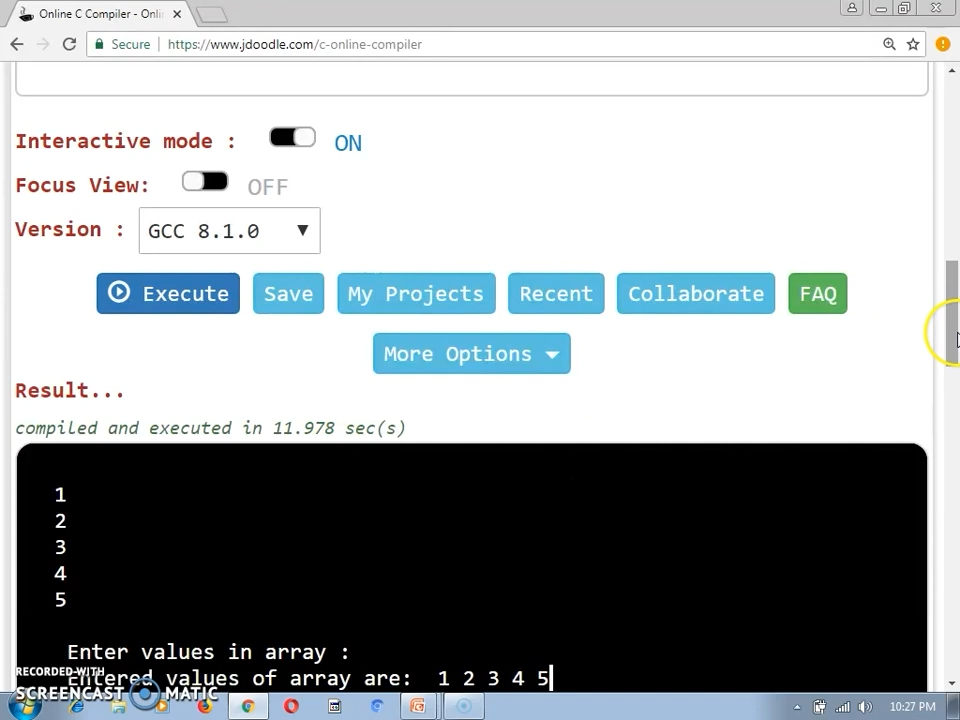 Online C Compiler - Onli
Secure
https://www.jdoodle.com/c-online-compiler
Interactive mode :
ON
Focus View:
OFF
Version :
GCC 8.1.0
Execute
Save
My Projects
Recent
Collaborate
FAQ
More Options
Result...
compiled and executed in 11.978 sec(s)
1
2
3
4
5
Enter values in array :
Entered values of array are:  1 2 3 4 5
RECORDED WITH
SCREENCAST MATIC
10:27 PM